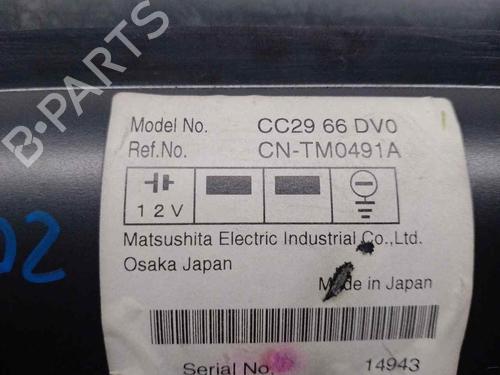 Model No. CC29 66 DV0
Ref.No. CN-TM0491A
12V
Matsushita Electric Industrial Co.,Ltd.
Osaka Japan
Made in Japan
Serial No. 14943
02
B-PARTS